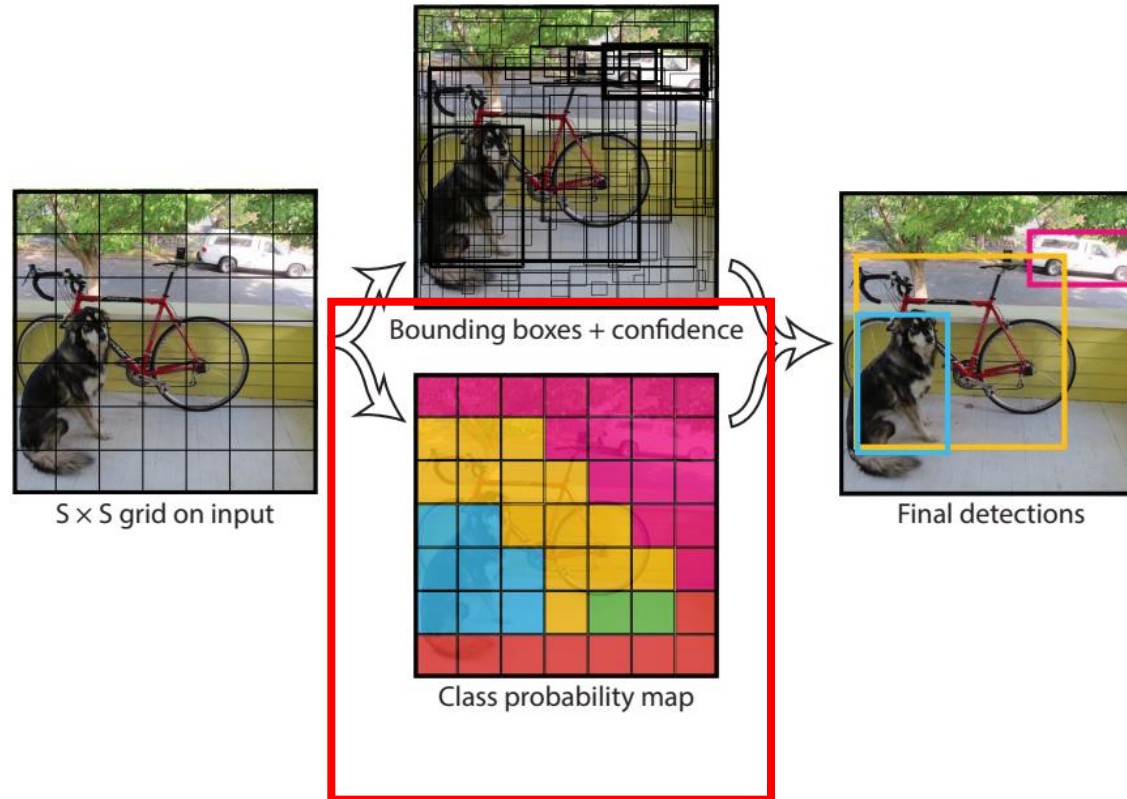 Bounding boxes + confidence
S × S grid on input
Final detections
Class probability map